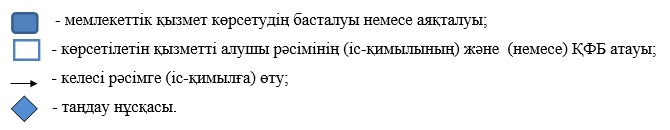 - мемлекеттік қызмет көрсетудің басталуы немесе аяқталуы;
- көрсетілетін қызметті алушы рәсімінің (іс-қимылының) және (немесе) ҚФБ атауы;
- келесі рәсімге (іс-қимылға) өту;
- таңдау нұсқасы.